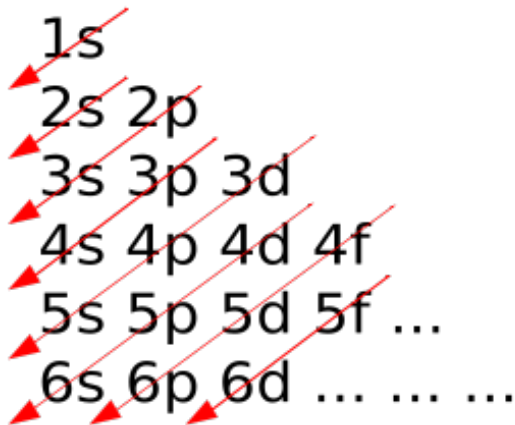 1s
2s 2p
3s 3p 3d
4s 4p 4d 4f
5s 5p 5d 5f ...
6s 6p 6d ... ... ...